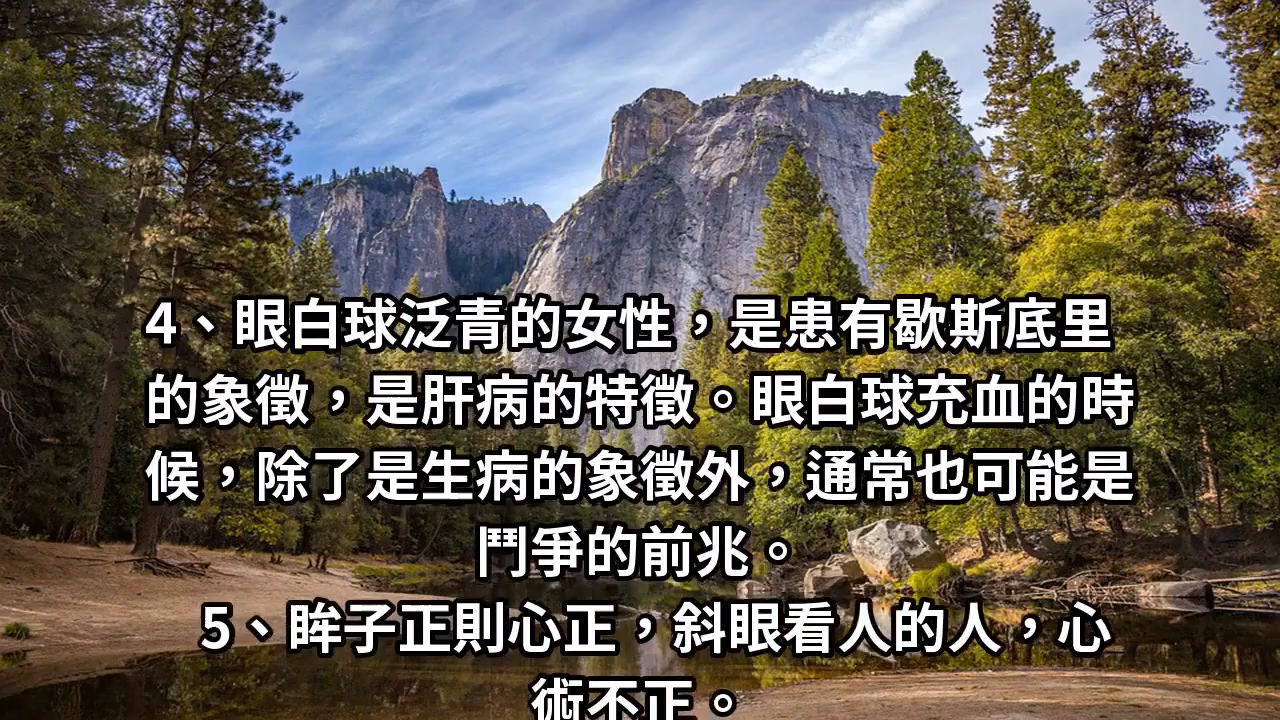 4、眼白球泛青的女性，是患有歇斯底里
的象徵，是肝病的特徵。眼白球充血的時
候，除了是生病的象徵外，通常也可能是
鬥爭的前兆。
5、眸子正則心正，斜眼看人的人，心
術不正。